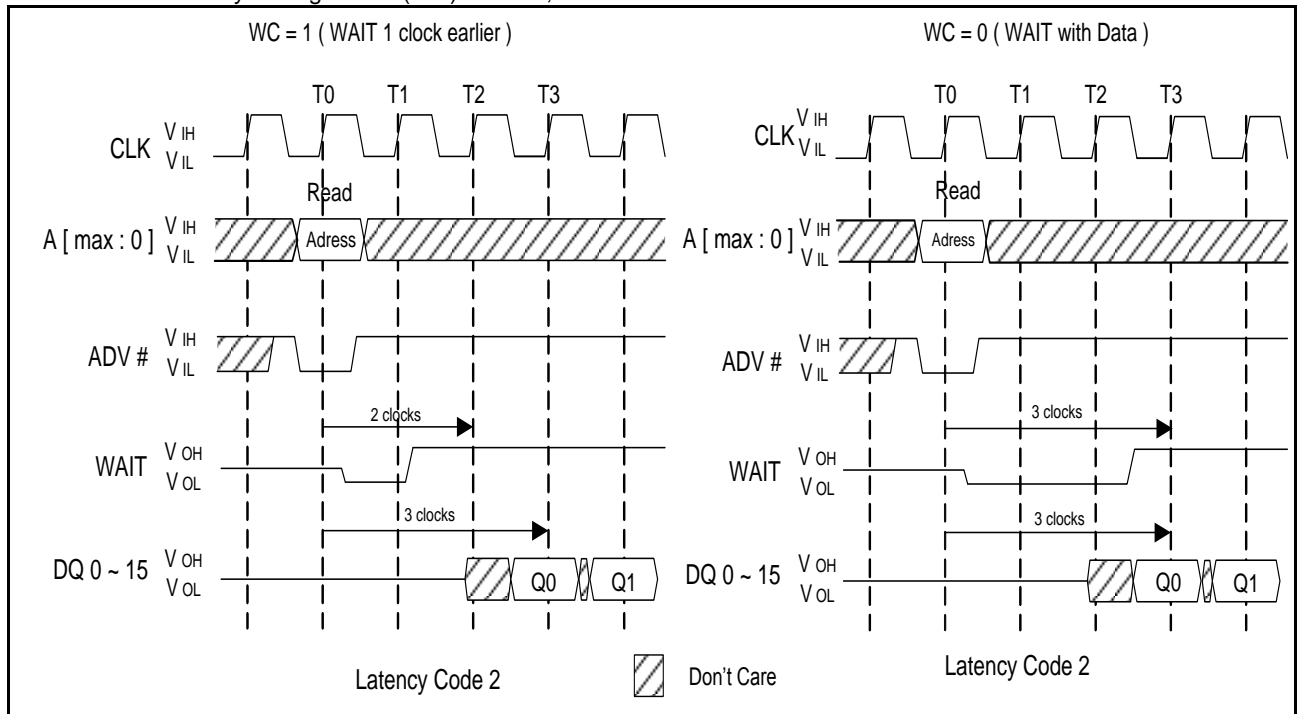 WC = 1 ( WAIT 1 clock earlier )
T0 T1 T2 T3
CLK V IH
V IL
Read
A [ max : 0 ] V IH
V IL
Adress
ADV # V IH
V IL
2 clocks
WAIT V OH
V OL
3 clocks
DQ 0 ~ 15 V OH
V OL
Q0 Q1
Latency Code 2
WC = 0 ( WAIT with Data )
T0 T1 T2 T3
CLK V IH
V IL
Read
A [ max : 0 ] V IH
V IL
Adress
ADV # V IH
V IL
3 clocks
WAIT V OH
V OL
3 clocks
DQ 0 ~ 15 V OH
V OL
Q0 Q1
Latency Code 2
Don't Care